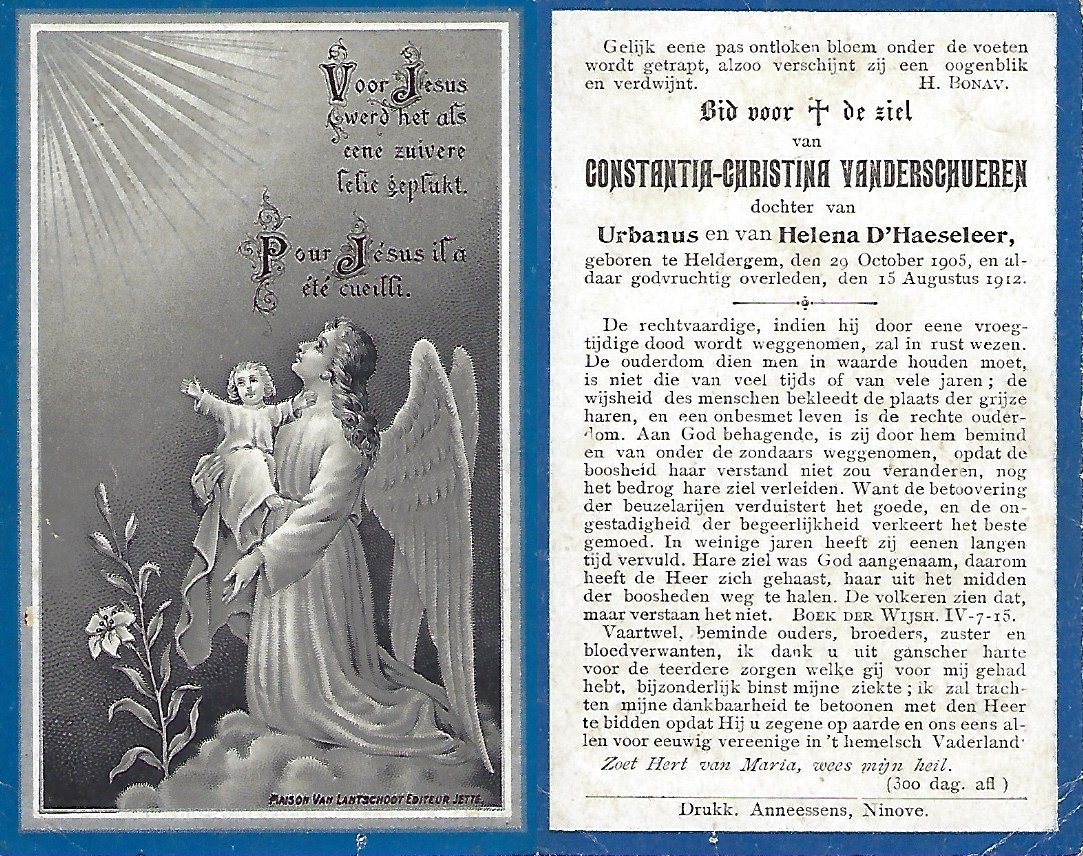 Voor Jesus
werd het als
eene zuivere
lelie geplukt.
Pour Jésus il a
été cueilli.
MAISON VAN LANTSCHOOT EDITEUR JETTE.
Gelijk eene pas ontloken bloem onder de voeten
wordt getrapt, alzoo verschijnt zij een oogenblik
en verdwijnt. H. BONAV.
Bid voor ✝ de ziel
van
CONSTANTIA-CHRISTINA VANDERSCHUEREN
dochter van
Urbanus en van Helena D'Haeseleer,
geboren te Heldergem, den 29 October 1905, en al-
daar godvruchtig overleden, den 15 Augustus 1912.
De rechtvaardige, indien hij door eene vroeg-
tijdige dood wordt weggenomen, zal in rust wezen.
De ouderdom dien men in waarde houden moet,
is niet die van veel tijds of van vele jaren ; de
wijsheid des menschen bekleedt de plaats der grijze
haren, en een onbesmet leven is de rechte ouder-
dom. Aan God behagende, is zij door hem bemind
en van onder de zondaars weggenomen, opdat de
boosheid haar verstand niet zou veranderen, nog
het bedrog hare ziel verleiden. Want de betoovering
der beuzelarijen verduistert het goede, en de on-
gestadigheid der begeerlijkheid verkeert het beste
gemoed. In weinige jaren heeft zij eenen langen
tijd vervuld. Hare ziel was God aangenaam, daarom
heeft de Heer zich gehaast, haar uit het midden
der boosheden weg te halen. De volkeren zien dat,
maar verstaan het niet. BOEK DER WIJSH. IV-7-15.
Vaartwel, beminde ouders, broeders, zuster en
bloedverwanten, ik dank u uit ganscher harte
voor de teerdere zorgen welke gij voor mij gehad
hebt, bijzonderlijk binst mijne ziekte ; ik zal trach-
ten mijne dankbaarheid te betoonen met den Heer
te bidden opdat Hij u zegene op aarde en ons eens al-
len voor eeuwig vereenige in 't hemelsch Vaderland·
Zoet Hert van Maria, wees mijn heil.
(300 dag. afl )
Drukk. Anneessens, Ninove.